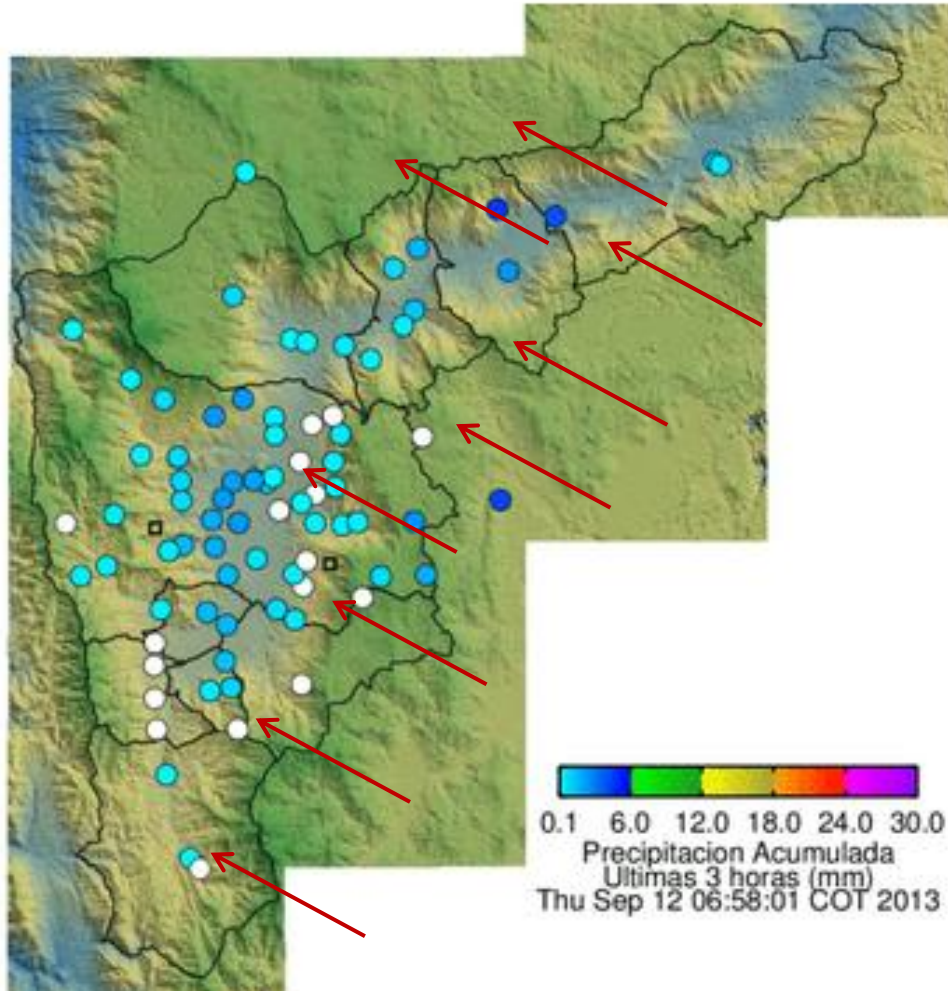 0.1 6.0 12.0 18.0 24.0 30.0
Precipitacion Acumulada
Ultimas 3 horas (mm)
Thu Sep 12 06:58:01 COT 2013